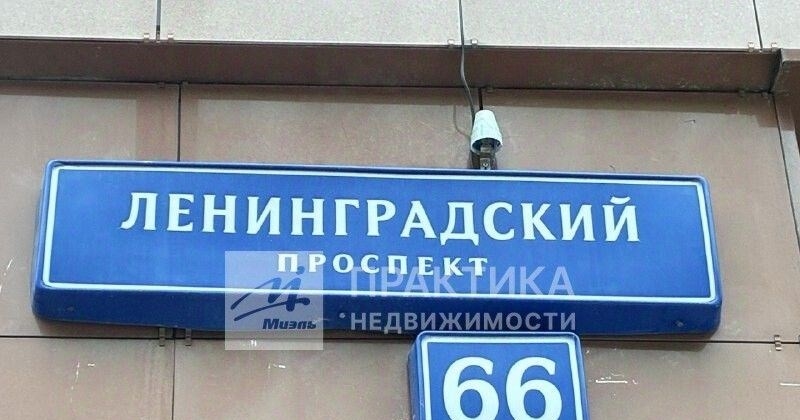 ЛЕНИНГРАДСКИЙ
ПРОСПЕКТ
Миэль
ПРАКТИКА
НЕДВИЖИМОСТИ
66